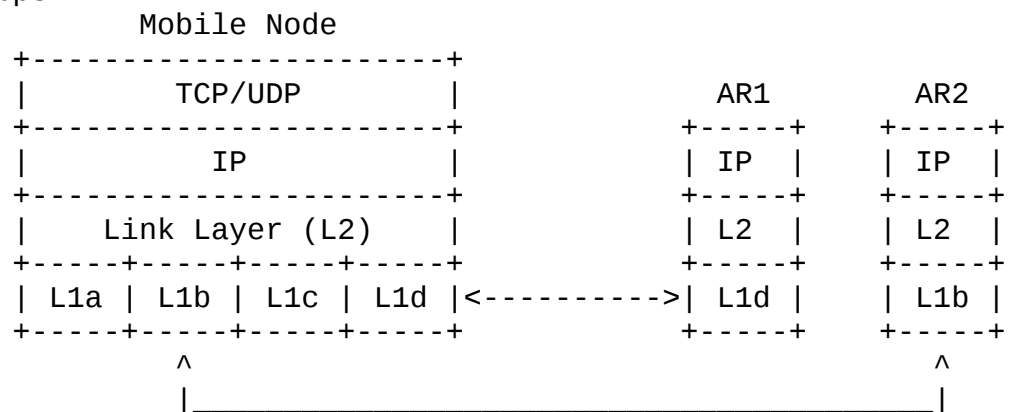 Mobile Node
+-----------------------+
|        TCP/UDP        |              AR1        AR2
+-----------------------+            +-----+    +-----+
|          IP           |            | IP  |    | IP  |
+-----------------------+            +-----+    +-----+
|    Link Layer (L2)    |            | L2  |    | L2  |
+-----+-----+-----+-----+            +-----+    +-----+
| L1a | L1b | L1c | L1d |<---------->| L1d |    | L1b |
+-----+-----+-----+-----+            +-----+    +-----+
         ^                                         ^
         |_________________________________________|